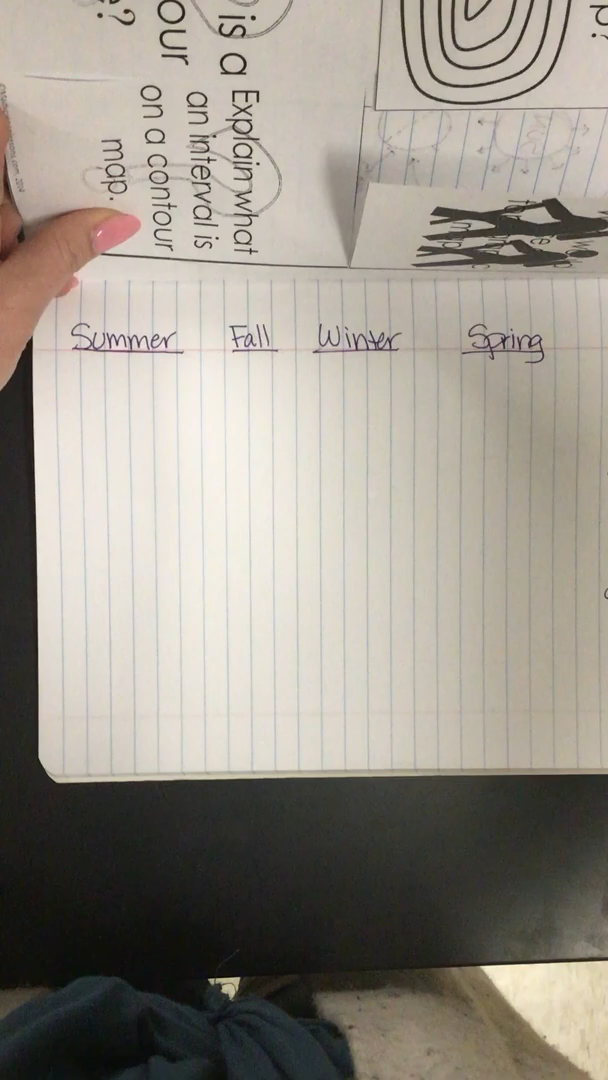 is a
our
e?
Explain what
an interval is
on a contour
map.
p?
Summer Fall Winter Spring